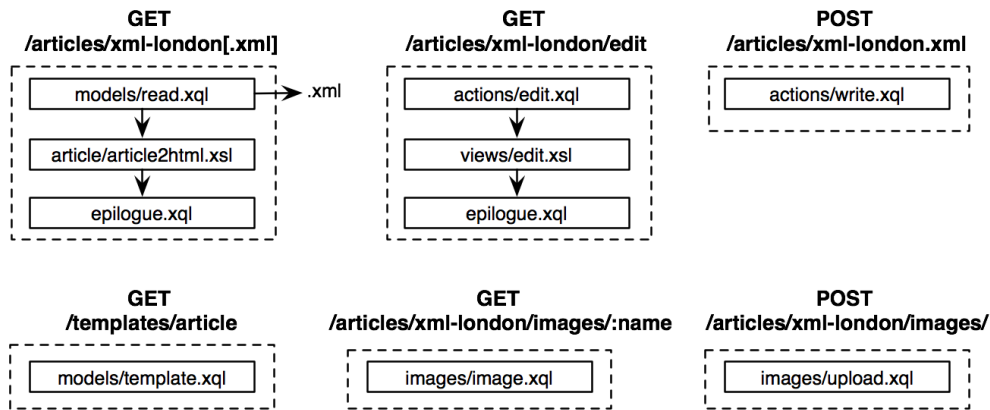 GET
/articles/xml-london[.xml]
models/read.xql
.xml
article/article2html.xsl
epilogue.xql
GET
/articles/xml-london/edit
actions/edit.xql
views/edit.xsl
epilogue.xql
POST
/articles/xml-london.xml
actions/write.xql
GET
/templates/article
models/template.xql
GET
/articles/xml-london/images/:name
images/image.xql
POST
/articles/xml-london/images/
images/upload.xql